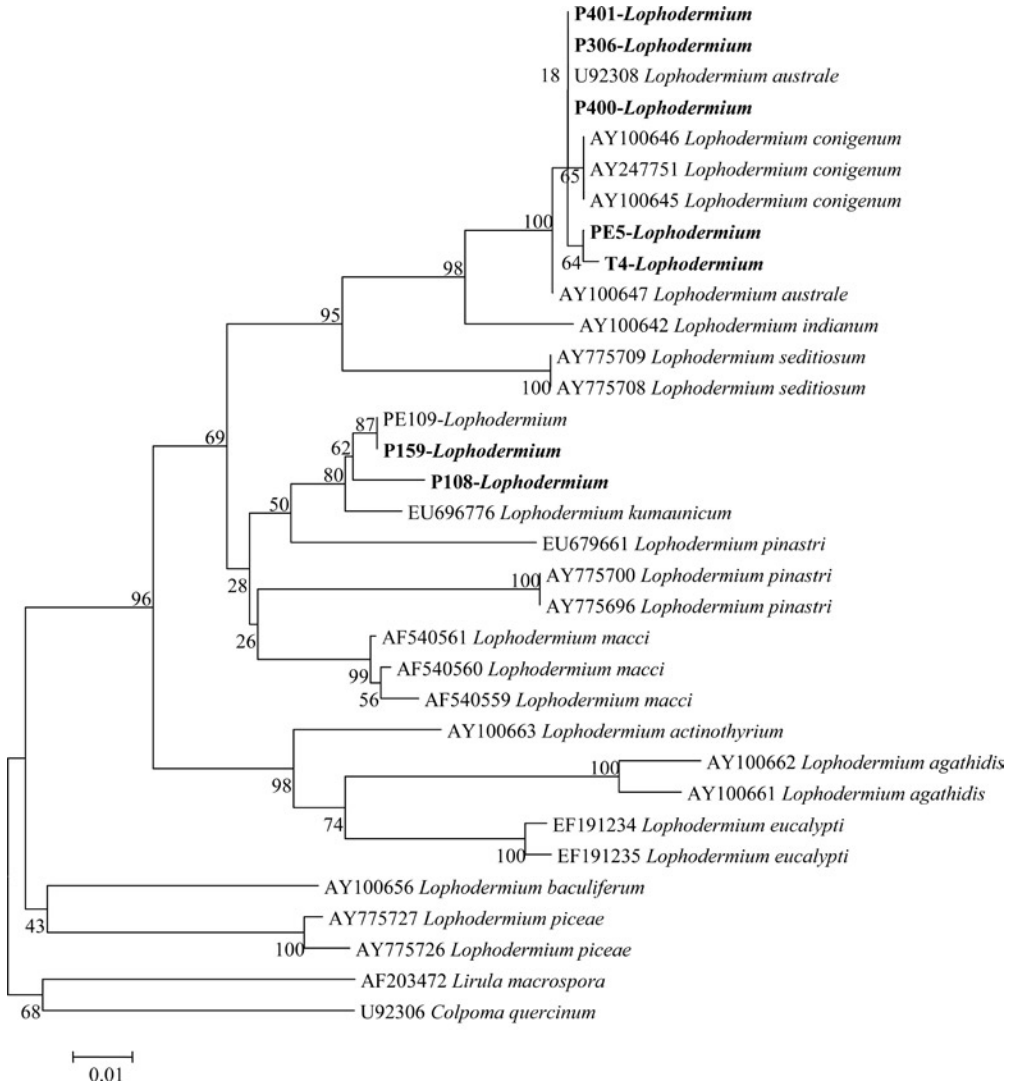 P401-Lophodermium
P306-Lophodermium
18 U92308 Lophodermium australe
P400-Lophodermium
AY100646 Lophodermium conigenum
65 AY247751 Lophodermium conigenum
AY100645 Lophodermium conigenum
100 PE5-Lophodermium
64 T4-Lophodermium
98
AY100647 Lophodermium australe
95
AY100642 Lophodermium indianum
AY775709 Lophodermium seditiosum
100 AY775708 Lophodermium seditiosum
87 PE109-Lophodermium
69 62 P159-Lophodermium
80 P108-Lophodermium
50 EU696776 Lophodermium kumaunicum
EU679661 Lophodermium pinastri
28 100 AY775700 Lophodermium pinastri
96 AY775696 Lophodermium pinastri
26 AF540561 Lophodermium macci
99 AF540560 Lophodermium macci
56 AF540559 Lophodermium macci
AY100663 Lophodermium actinothyrium
98 100 AY100662 Lophodermium agathidis
AY100661 Lophodermium agathidis
74 EF191234 Lophodermium eucalypti
100 EF191235 Lophodermium eucalypti
AY100656 Lophodermium baculiferum
43 AY775727 Lophodermium piceae
100 AY775726 Lophodermium piceae
AF203472 Lirula macrospora
68 U92306 Colpoma quercinum
0.01